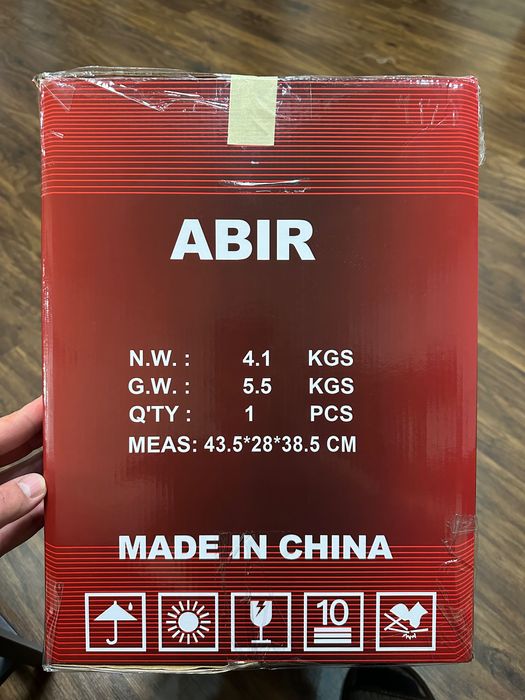 ABIR
N.W. : 4.1 KGS
G.W. : 5.5 KGS
Q'TY : 1 PCS
MEAS: 43.5*28*38.5 CM
MADE IN CHINA
10